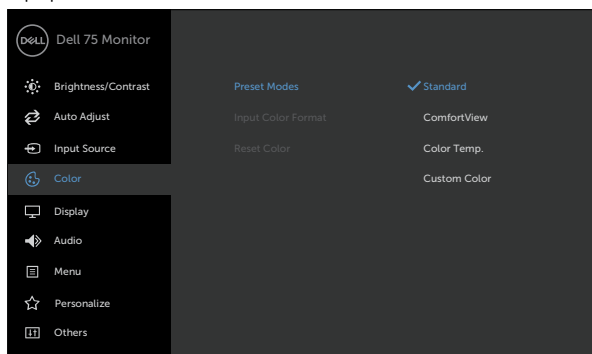 DELL
Dell 75 Monitor
Brightness/Contrast
Auto Adjust
Input Source
Color
Display
Audio
Menu
Personalize
Others
Preset Modes
Input Color Format
Reset Color
Standard
ComfortView
Color Temp.
Custom Color